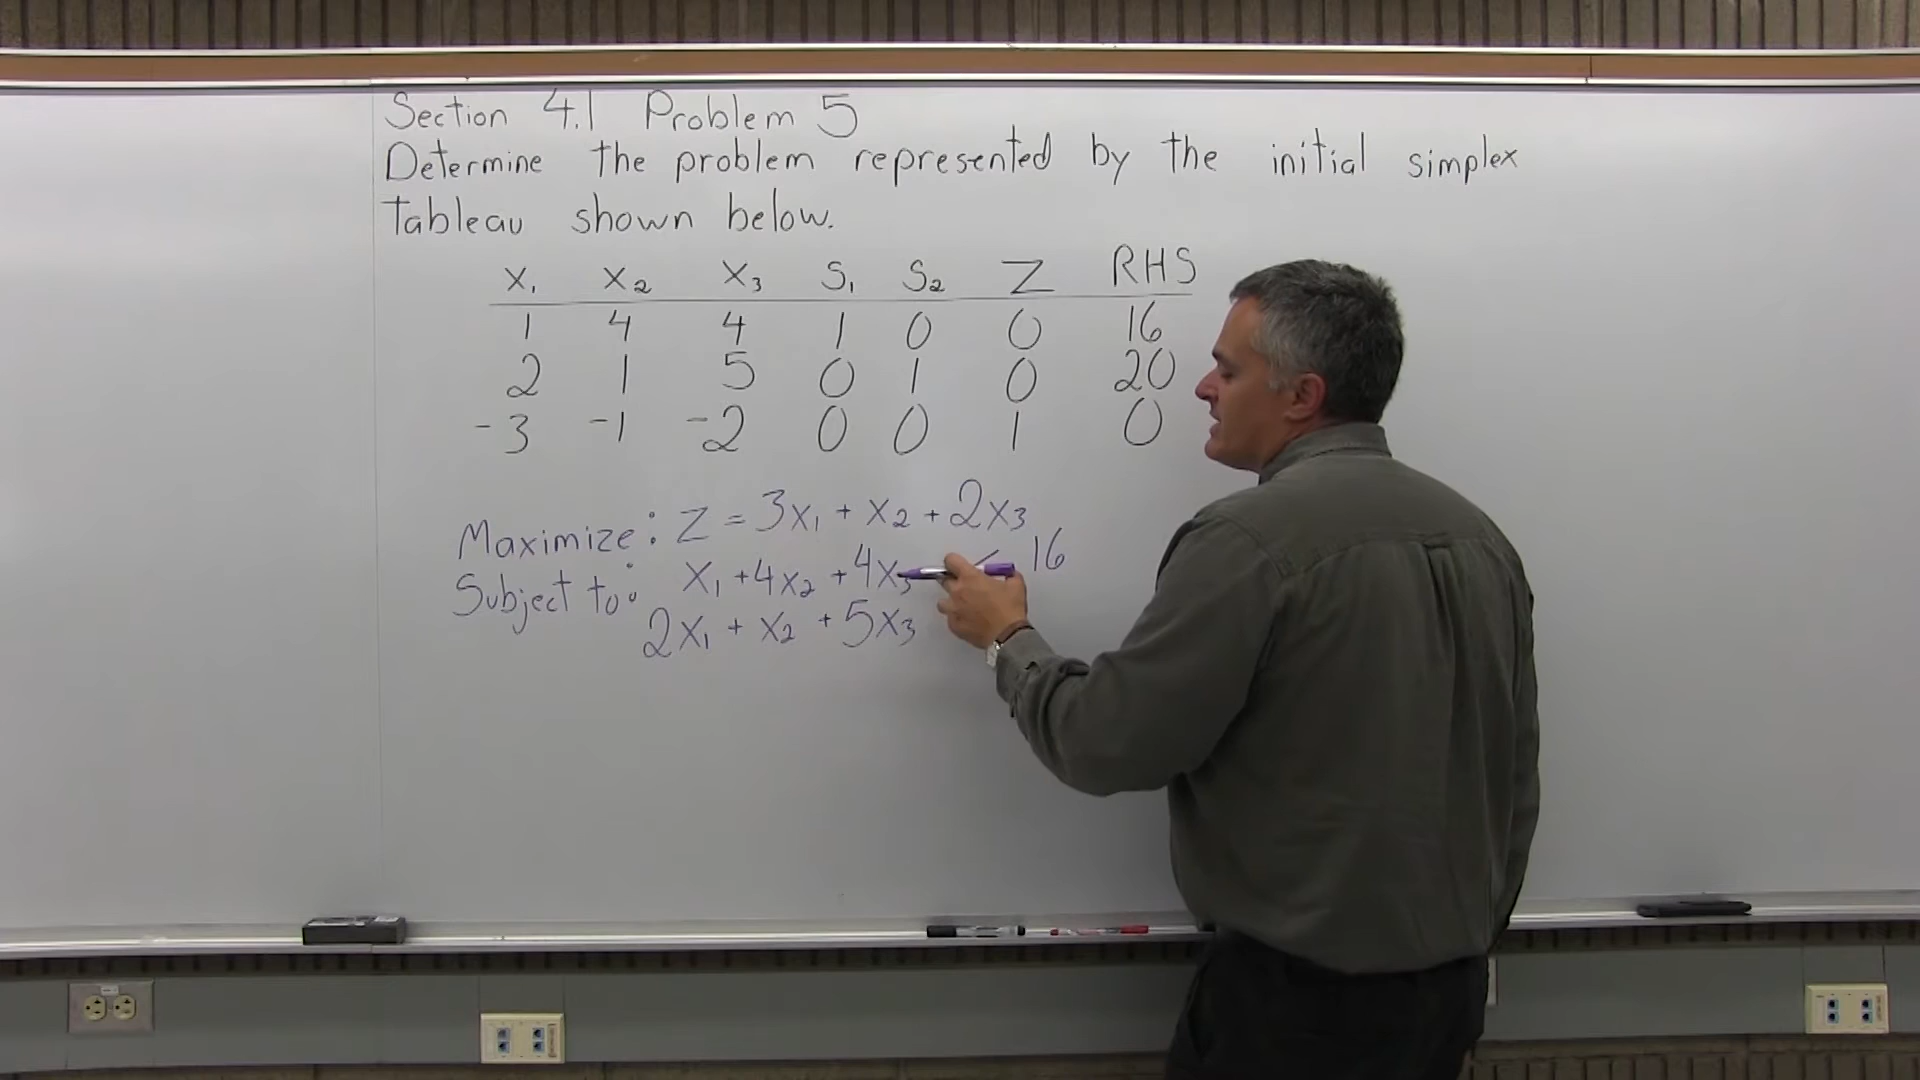 Section 4.1 Problem 5
Determine the problem represented by the initial simplex
tableau shown below.
x₁ x₂ x₃ S₁ S₂ Z RHS
1 4 4 1 0 0 16
2 1 5 0 1 0 20
-3 -1 -2 0 0 1 0
Maximize: Z = 3x₁ + x₂ + 2x₃
Subject to: x₁ + 4x₂ + 4x₃ 16
2x₁ + x₂ + 5x₃